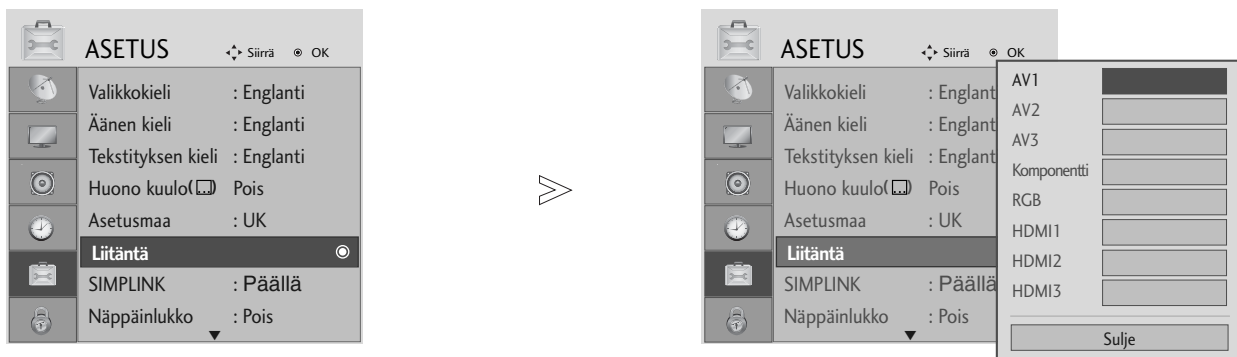 ASETUS Siirrä OK
Valikkokieli : Englanti
Äänen kieli : Englanti
Tekstityksen kieli : Englanti
Huono kuulo( ) Pois
Asetusmaa : UK
Liitäntä
SIMPLINK : Päällä
Näppäinlukko : Pois
ASETUS Siirrä OK
Valikkokieli : Englant
Äänen kieli : Englant
Tekstityksen kieli : Englant
Huono kuulo( ) Pois
Asetusmaa : UK
Liitäntä
SIMPLINK : Päällä
Näppäinlukko : Pois
AV1
AV2
AV3
Komponentti
RGB
HDMI1
HDMI2
HDMI3
Sulje